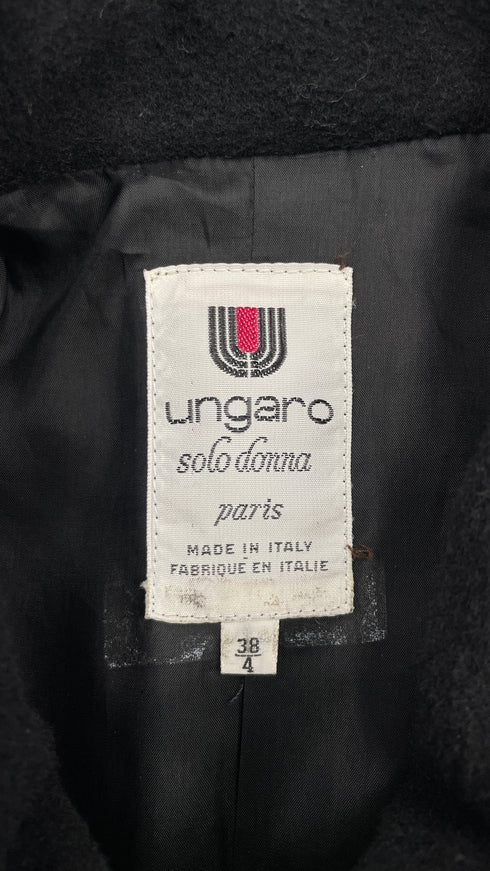 ungaro
solo donna
paris
MADE IN ITALY
FABRIQUE EN ITALIE
38
4